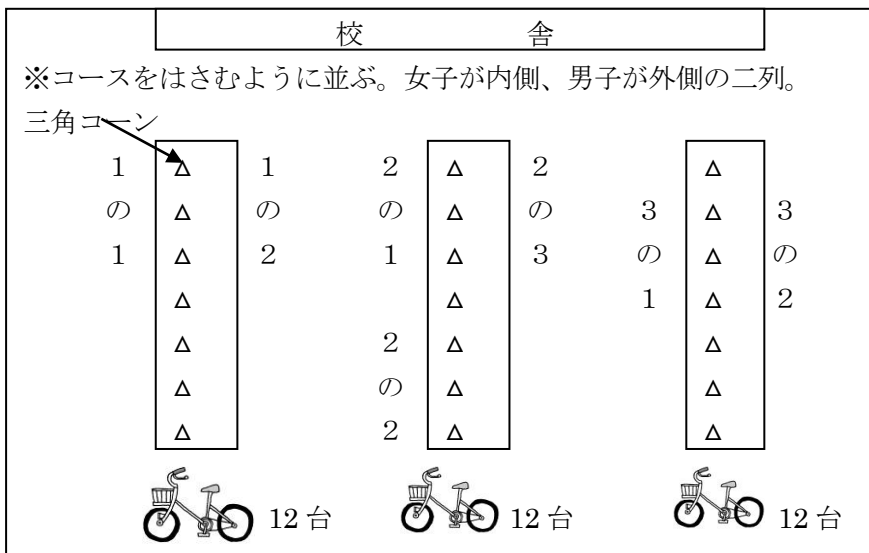 校　　　　舎
※コースをはさむように並ぶ。女子が内側、男子が外側の二列。
三角コーン
1の1
1の2
2の1
2の2
2の3
3の1
3の2
12台
12台
12台